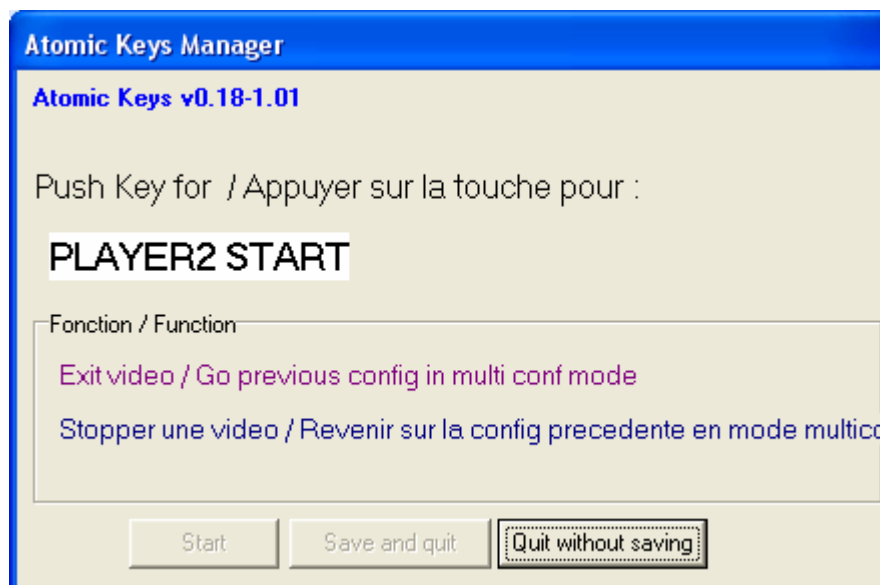 Atomic Keys Manager
Atomic Keys v0.18-1.01
Push Key for / Appuyer sur la touche pour :
PLAYER2 START
Fonction / Function
Exit video / Go previous config in multi conf mode
Stopper une video / Revenir sur la config precedente en mode multico
Start Save and quit Quit without saving